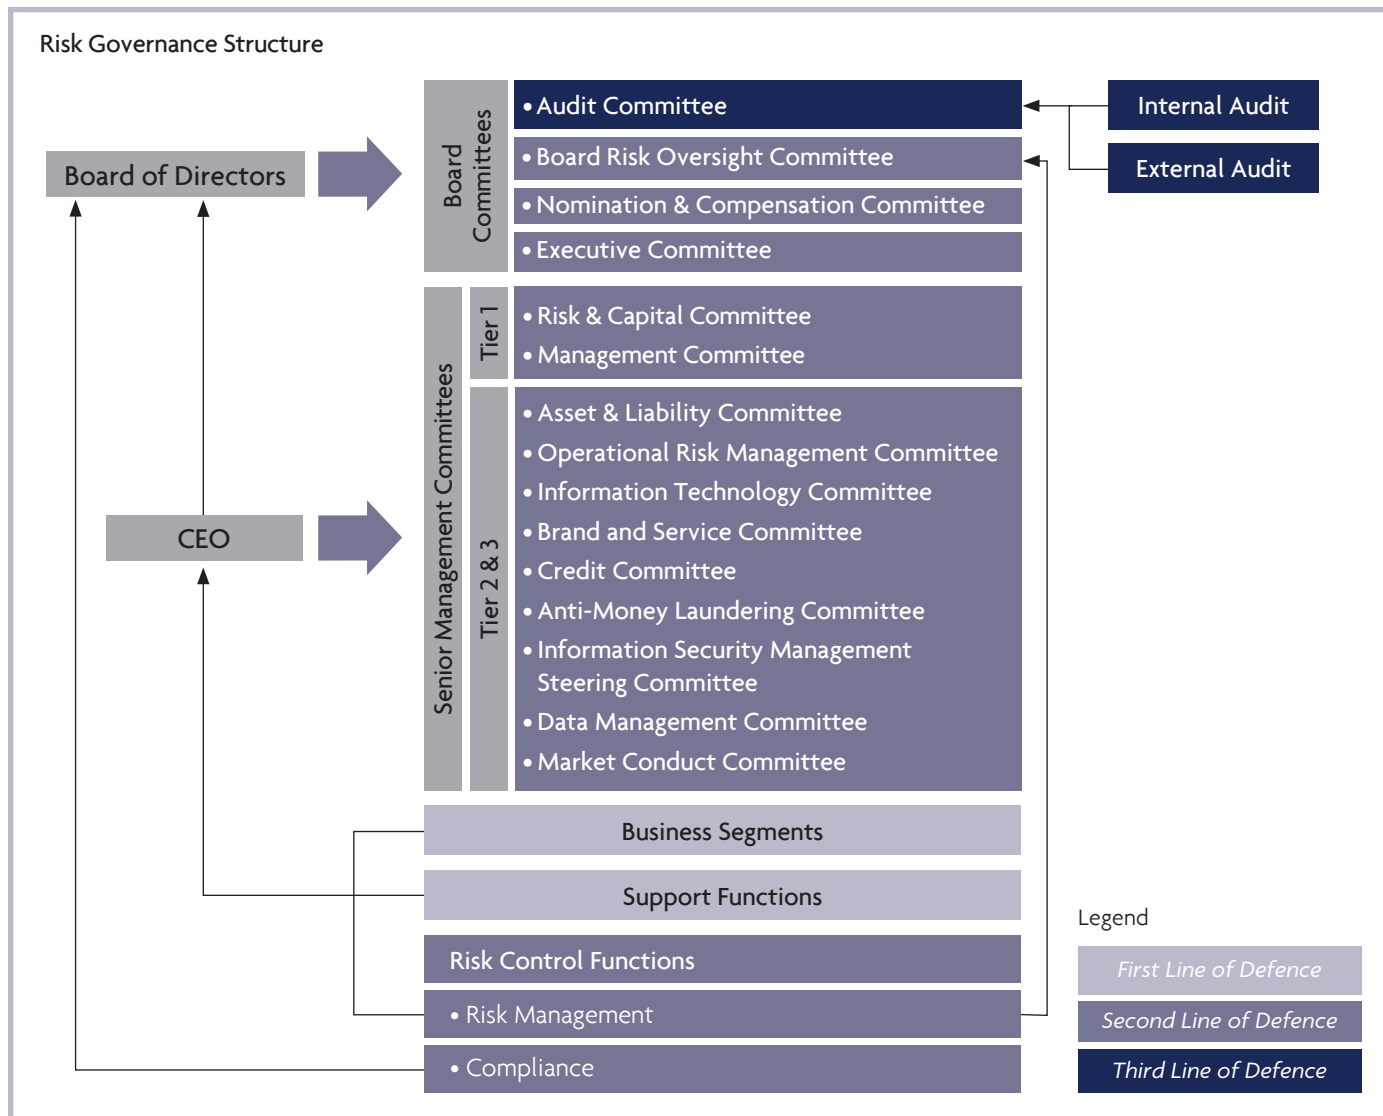 Risk Governance Structure
Board of Directors
CEO
Board
Committees
• Audit Committee
• Board Risk Oversight Committee
• Nomination & Compensation Committee
• Executive Committee
Internal Audit
External Audit
Senior Management Committees
Tier 1
• Risk & Capital Committee
• Management Committee
Tier 2 & 3
• Asset & Liability Committee
• Operational Risk Management Committee
• Information Technology Committee
• Brand and Service Committee
• Credit Committee
• Anti-Money Laundering Committee
• Information Security Management
Steering Committee
• Data Management Committee
• Market Conduct Committee
Business Segments
Support Functions
Risk Control Functions
• Risk Management
• Compliance
Legend
First Line of Defence
Second Line of Defence
Third Line of Defence